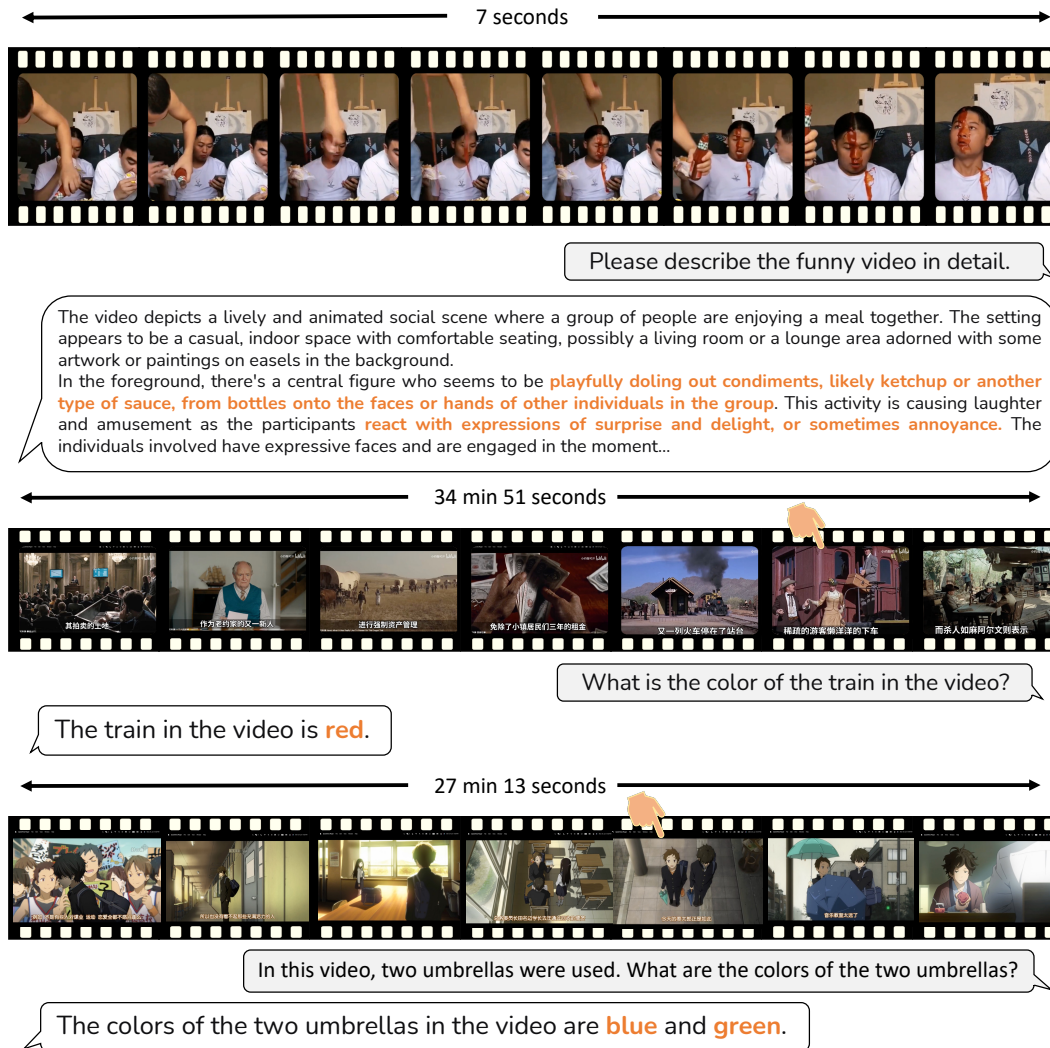 7 seconds
Please describe the funny video in detail.
The video depicts a lively and animated social scene where a group of people are enjoying a meal together. The setting
appears to be a casual, indoor space with comfortable seating, possibly a living room or a lounge area adorned with some
artwork or paintings on easels in the background.
In the foreground, there's a central figure who seems to be playfully doling out condiments, likely ketchup or another
type of sauce, from bottles onto the faces or hands of other individuals in the group. This activity is causing laughter
and amusement as the participants react with expressions of surprise and delight, or sometimes annoyance. The
individuals involved have expressive faces and are engaged in the moment...
34 min 51 seconds
其拍卖的土地
作为老约家的又一新人
进行强制资产管理
免除了小镇居民们三年的租金
又一列火车停在了站台
稀疏的游客懒洋洋的下车
而杀人如麻阿尔文则表示
What is the color of the train in the video?
The train in the video is red.
27 min 13 seconds
音乐教室太远了
In this video, two umbrellas were used. What are the colors of the two umbrellas?
The colors of the two umbrellas in the video are blue and green.